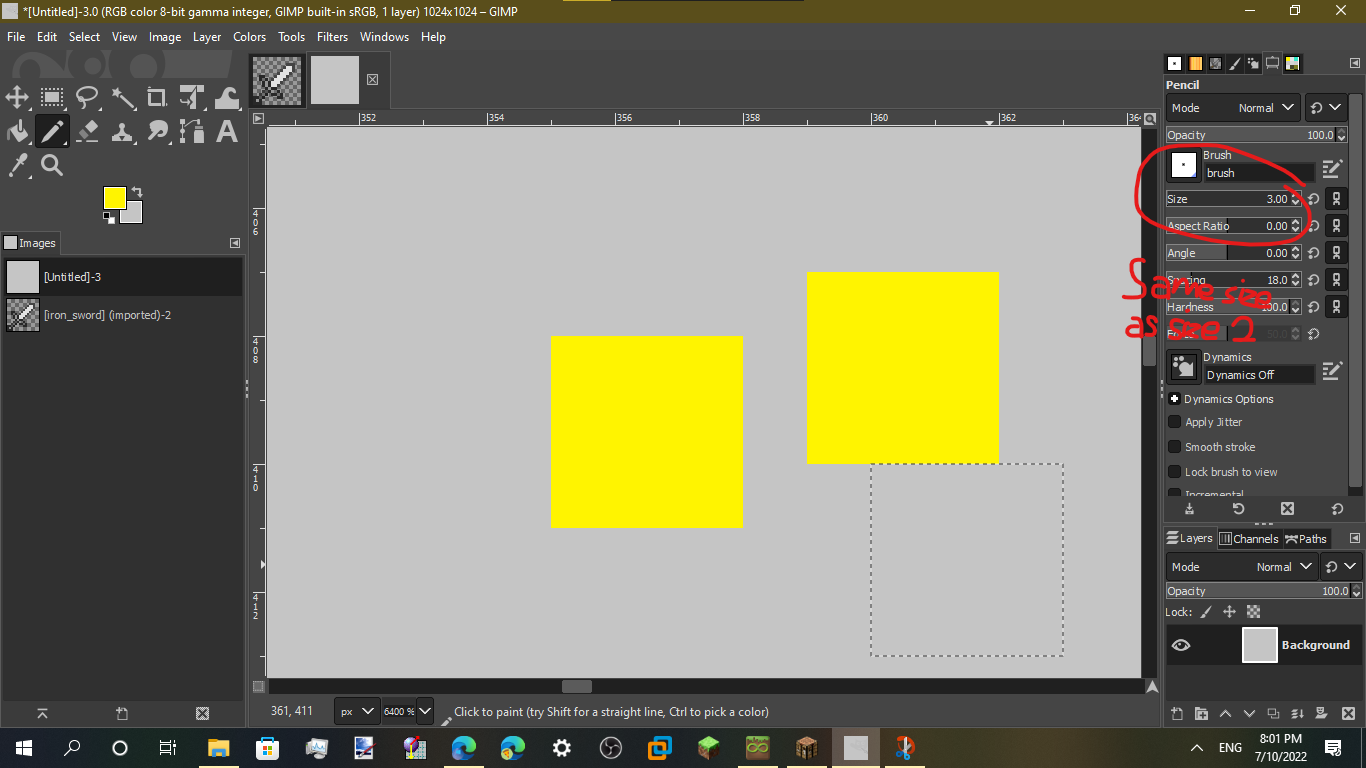 *[Untitled]-3.0 (RGB color 8-bit gamma integer, GIMP built-in sRGB, 1 layer) 1024x1024 – GIMP
File Edit Select View Image Layer Colors Tools Filters Windows Help
352 354 356 358 360 362
406
408
410
412
Images
[Untitled]-3
[iron_sword] (imported)-2
Pencil
Mode Normal
Opacity 100.0
Brush
brush
Size 3.00
Aspect Ratio 0.00
Angle 0.00
Spacing 18.0
Hardness 100.0
50.0
Same size
as size 2
Dynamics
Dynamics Off
Dynamics Options
Apply Jitter
Smooth stroke
Lock brush to view
Incremental
Layers Channels Paths
Mode Normal
Opacity 100.0
Lock:
Background
361, 411 px 6400 % Click to paint (try Shift for a straight line, Ctrl to pick a color)
ENG
8:01 PM
7/10/2022